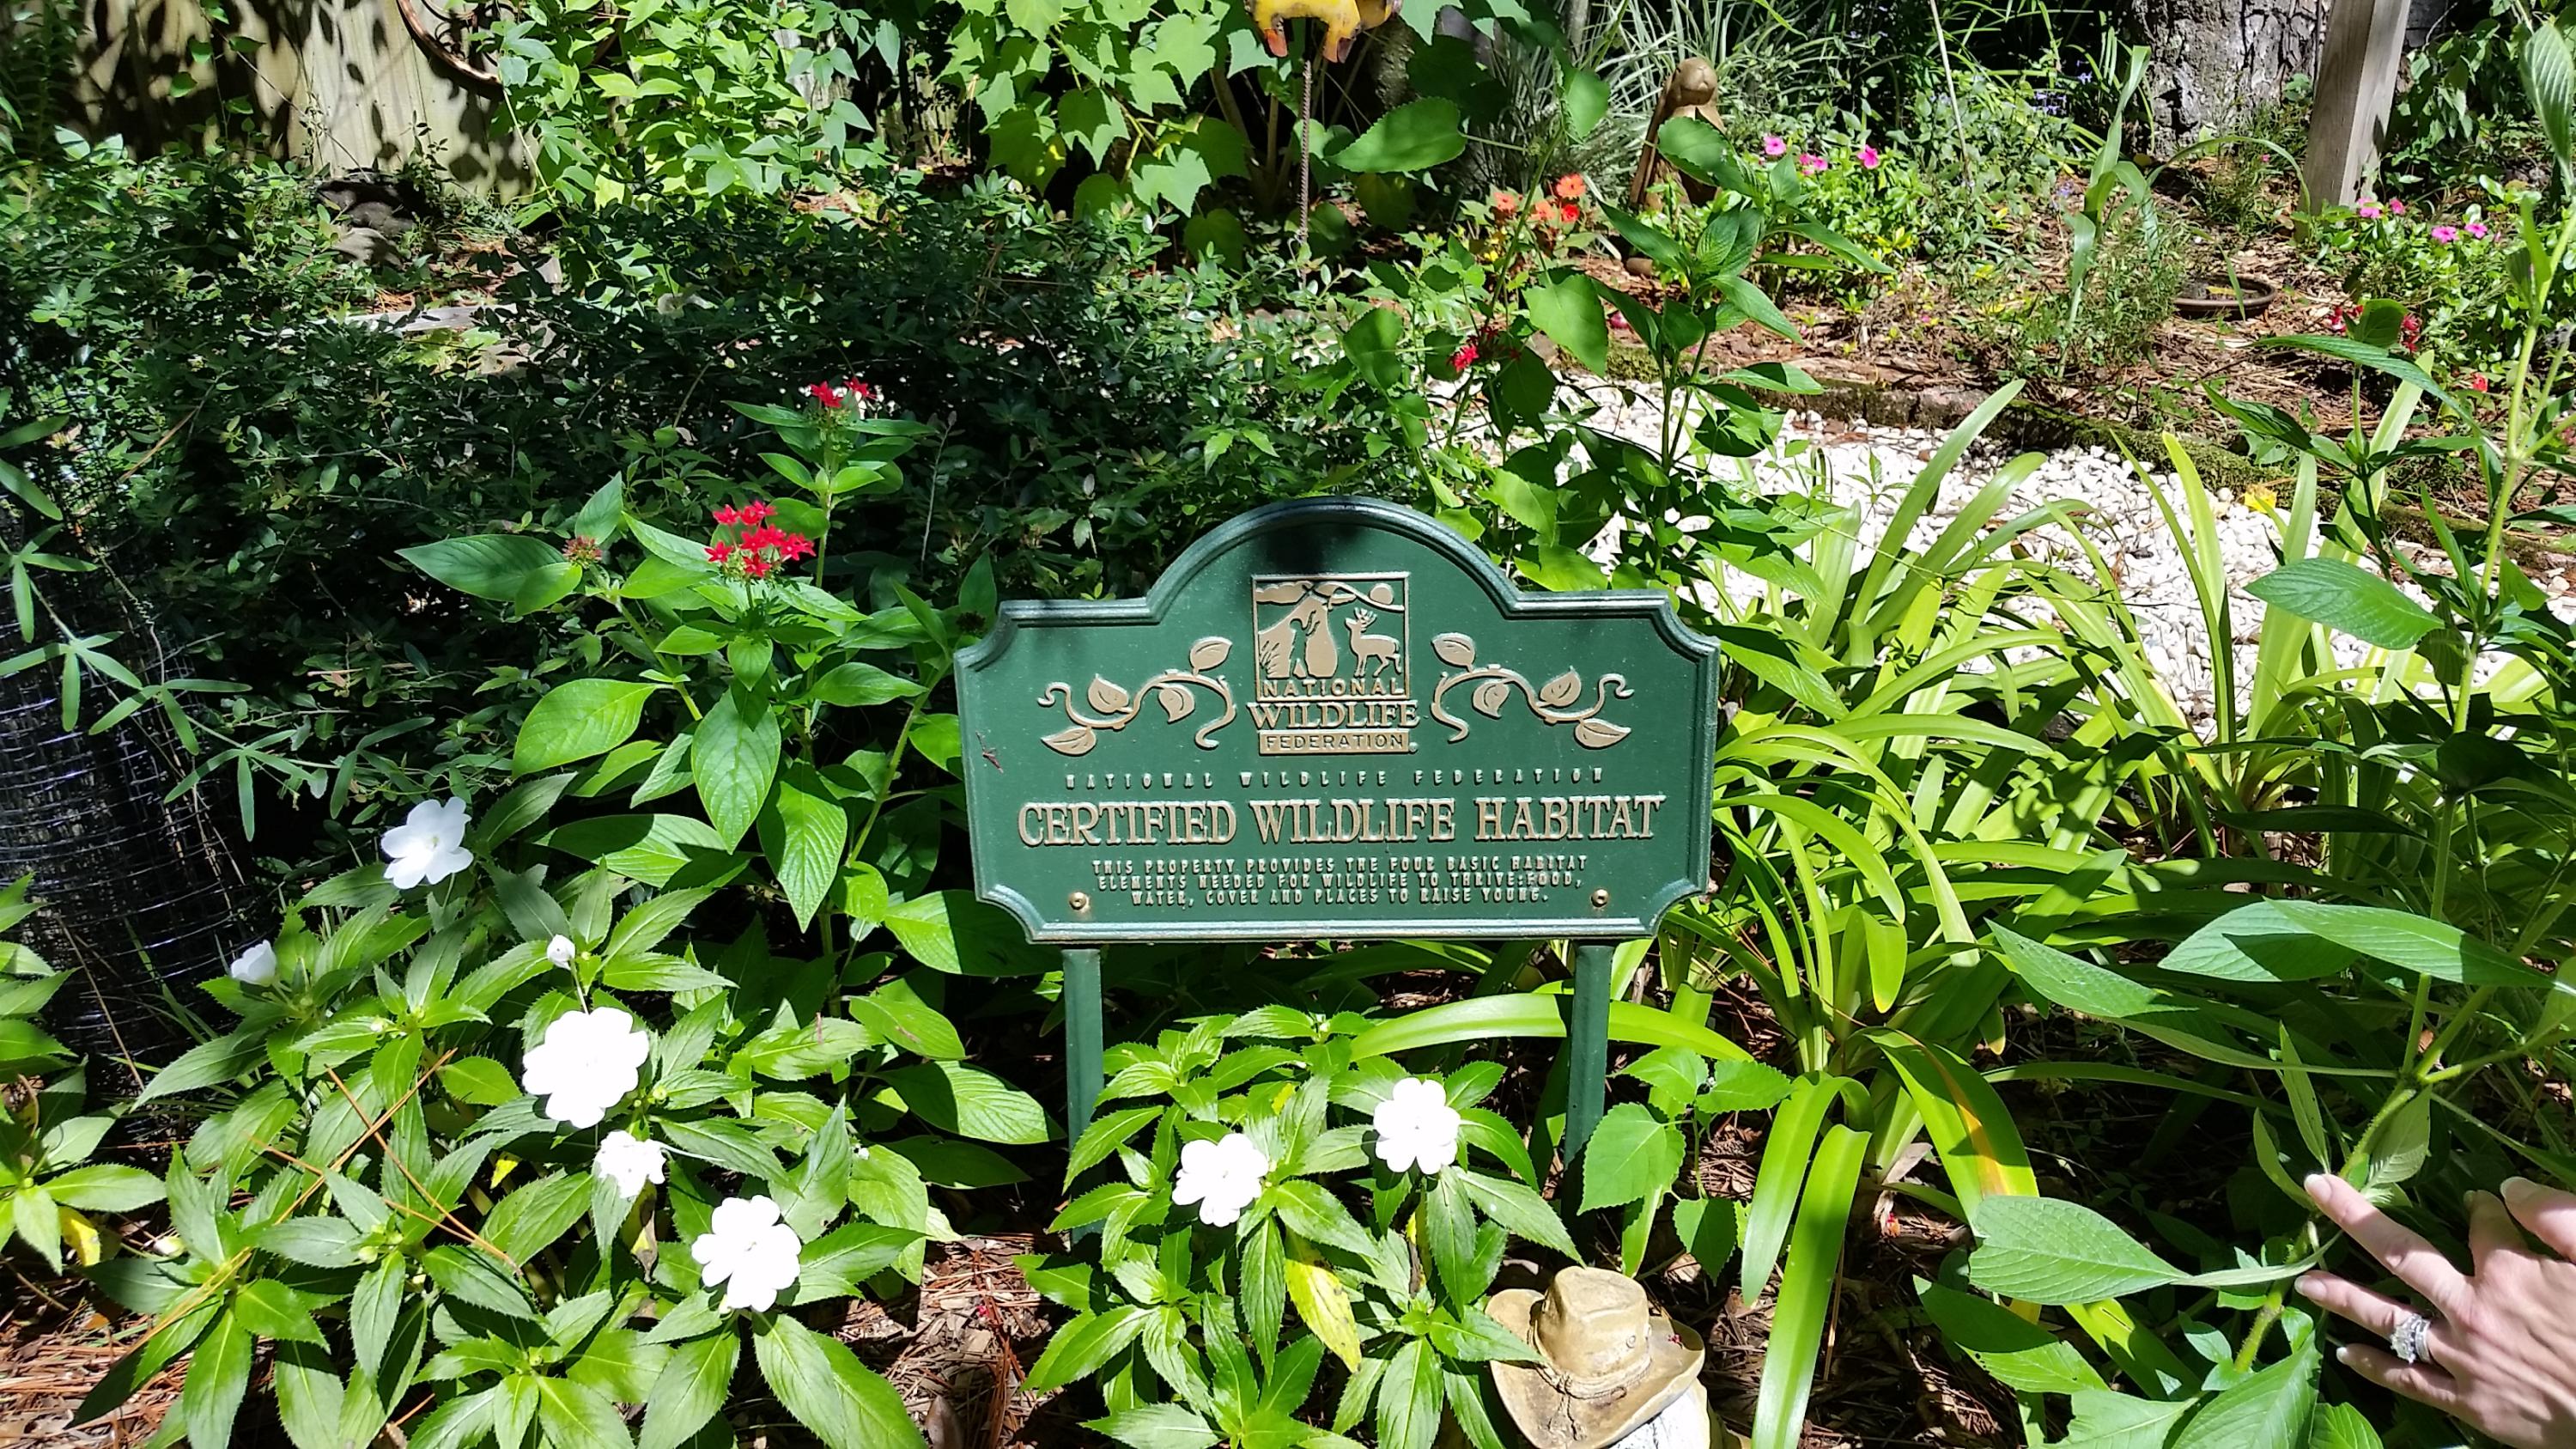 NATIONAL
WILDLIFE
FEDERATION
NATIONAL WILDLIFE FEDERATION
CERTIFIED WILDLIFE HABITAT
THIS PROPERTY PROVIDES THE FOUR BASIC HABITAT
ELEMENTS NEEDED FOR WILDLIFE TO THRIVE: FOOD,
WATER, COVER AND PLACES TO RAISE YOUNG.